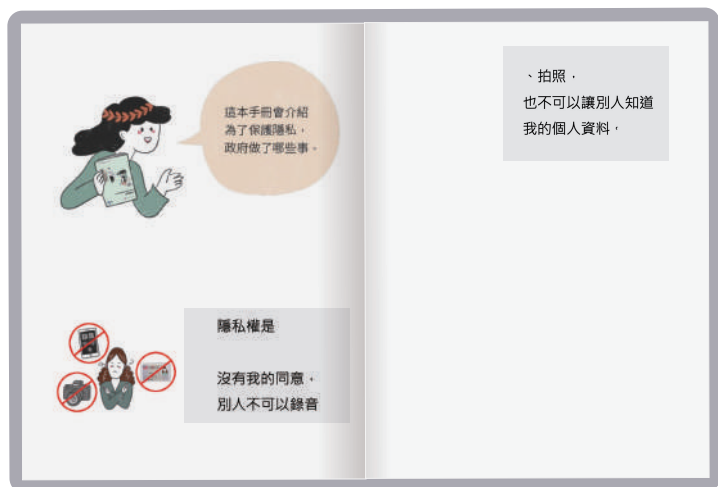 這本手冊會介紹
為了保護隱私，
政府做了哪些事。
隱私權是
沒有我的同意，
別人不可以錄音
、拍照，
也不可以讓別人知道
我的個人資料，